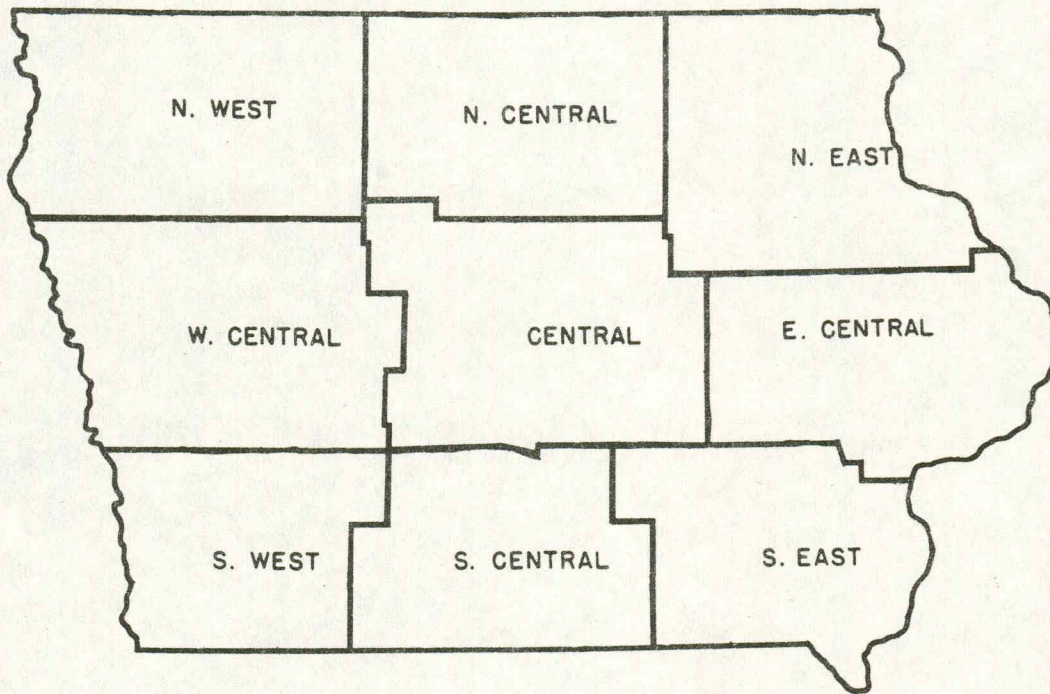 N. WEST
N. CENTRAL
N. EAST
W. CENTRAL
CENTRAL
E. CENTRAL
S. WEST
S. CENTRAL
S. EAST